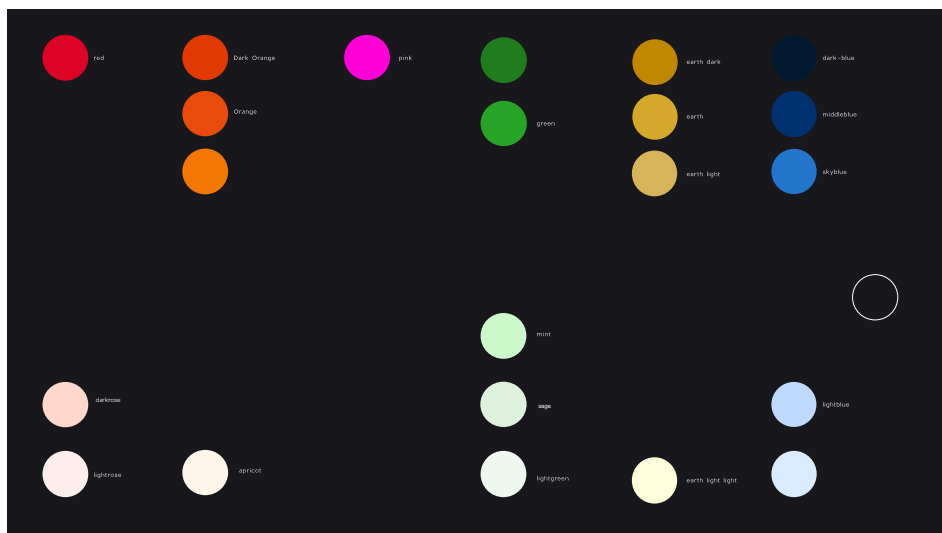 red
Dark Orange
pink
earth dark
dark-blue
Orange
green
earth
middleblue
earth light
skyblue
mint
darkrose
sage
lightblue
lightrose
apricot
lightgreen
earth light light